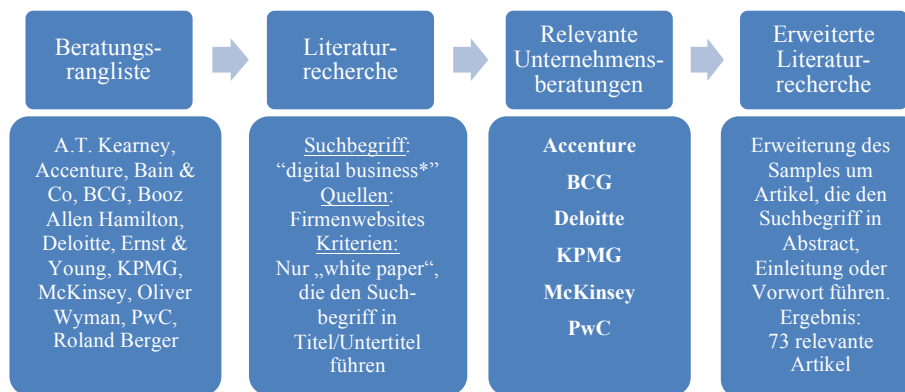 Beratungs-
rangliste
A.T. Kearney,
Accenture, Bain &
Co, BCG, Booz
Allen Hamilton,
Deloitte, Ernst &
Young, KPMG,
McKinsey, Oliver
Wyman, PwC,
Roland Berger
Literatur-
recherche
Suchbegriff:
“digital business*”
Quellen:
Firmenwebsites
Kriterien:
Nur „white paper“,
die den Such-
begriff in
Titel/Untertitel
führen
Relevante
Unternehmens-
beratungen
Accenture
BCG
Deloitte
KPMG
McKinsey
PwC
Erweiterte
Literatur-
recherche
Erweiterung des
Samples um
Artikel, die den
Suchbegriff in
Abstract,
Einleitung oder
Vorwort führen.
Ergebnis:
73 relevante
Artikel